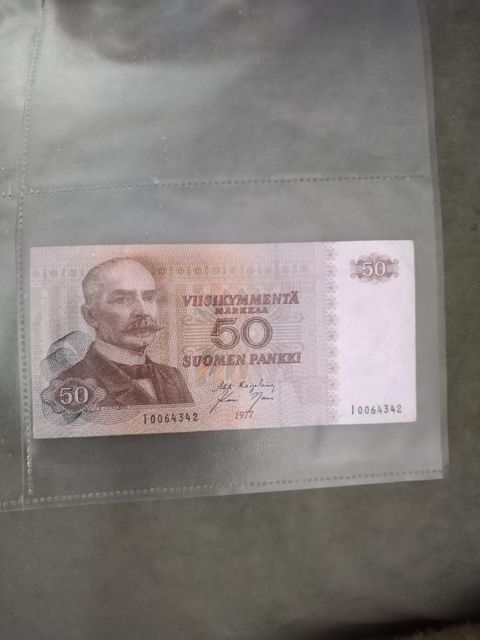 50
VIISIKYMMENTÄ
MARKKAA
50
SUOMEN PANKKI
50
I0064342
1977
I0064342